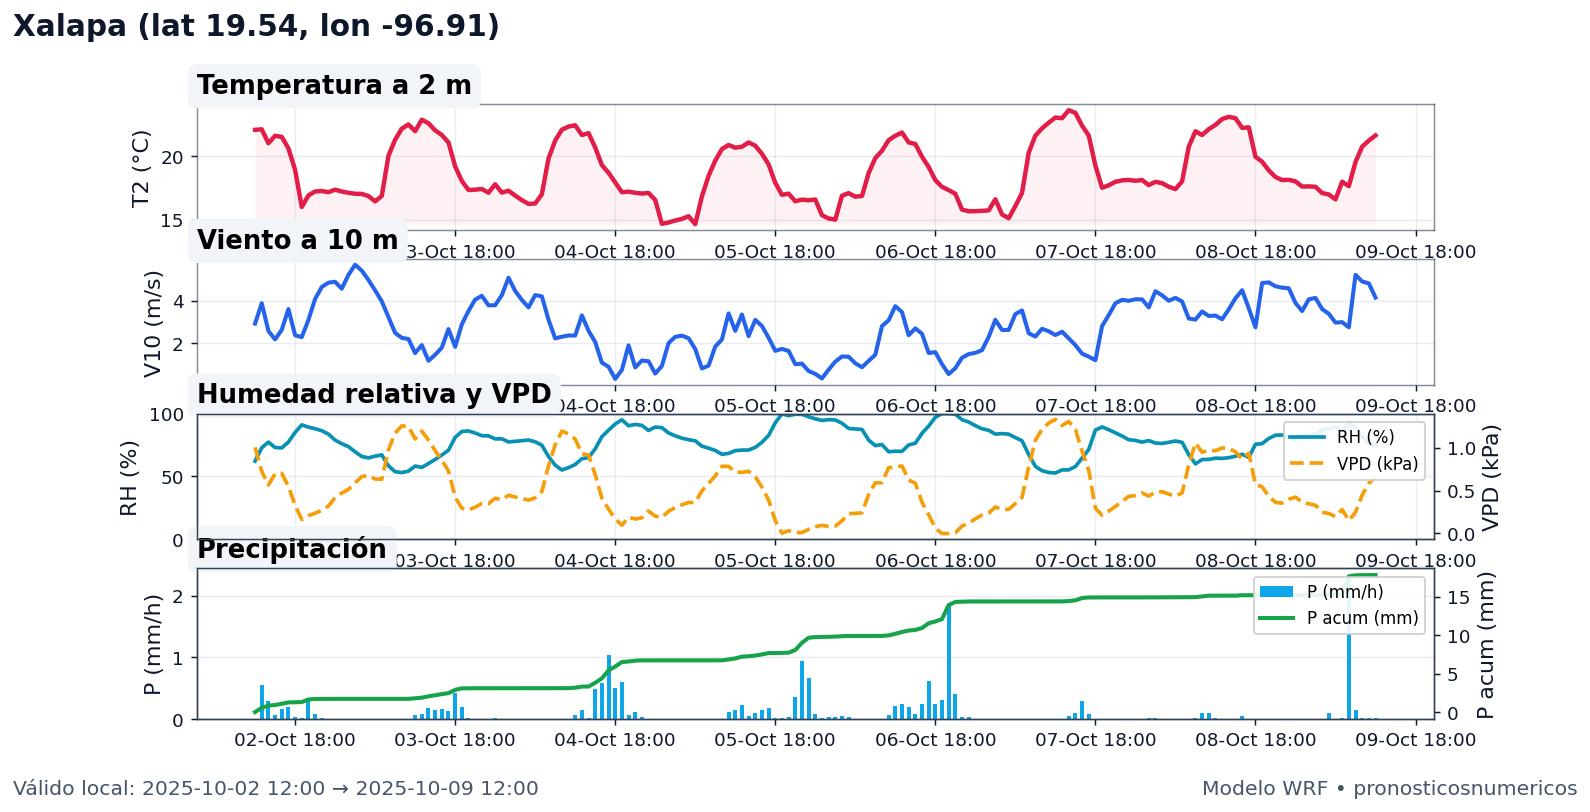 Xalapa (lat 19.54, lon -96.91)
Temperatura a 2 m
T2 (°C)
20
15
Viento a 10 m
3-Oct 18:00
04-Oct 18:00
05-Oct 18:00
06-Oct 18:00
07-Oct 18:00
08-Oct 18:00
09-Oct 18:00
V10 (m/s)
4
2
Humedad relativa y VPD
04-Oct 18:00
05-Oct 18:00
06-Oct 18:00
07-Oct 18:00
08-Oct 18:00
09-Oct 18:00
RH (%)
100
50
0
RH (%)
VPD (kPa)
1.0
0.5
0.0
VPD (kPa)
Precipitación
03-Oct 18:00
04-Oct 18:00
05-Oct 18:00
06-Oct 18:00
07-Oct 18:00
08-Oct 18:00
09-Oct 18:00
P (mm/h)
2
1
0
P (mm/h)
P acum (mm)
15
10
5
0
P acum (mm)
02-Oct 18:00
03-Oct 18:00
04-Oct 18:00
05-Oct 18:00
06-Oct 18:00
07-Oct 18:00
08-Oct 18:00
09-Oct 18:00
Válido local: 2025-10-02 12:00 → 2025-10-09 12:00
Modelo WRF • pronosticosnumericos